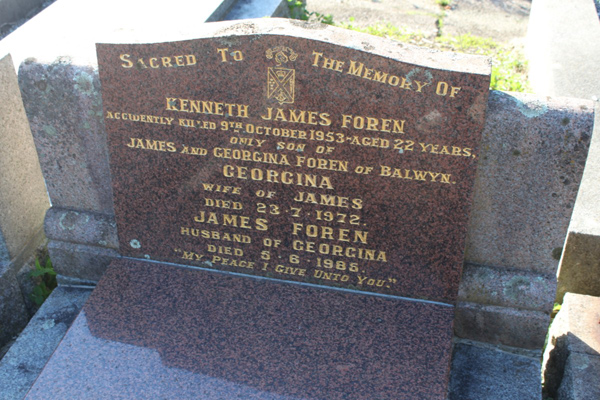 SACRED TO THE MEMORY OF
KENNETH JAMES FOREN
ACCIDENTLY KILLED 9TH OCTOBER 1953 - AGED 22 YEARS,
ONLY SON OF
JAMES AND GEORGINA FOREN OF BALWYN.
GEORGINA
WIFE OF JAMES
DIED 23·7·1972.
JAMES FOREN
HUSBAND OF GEORGINA
DIED 5·6·1985.
"MY PEACE I GIVE UNTO YOU."